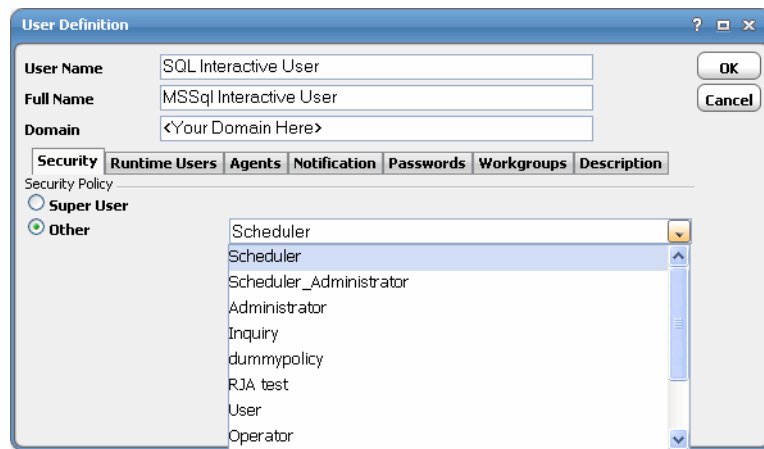 User Definition
User Name SQL Interactive User OK
Full Name MSSql Interactive User Cancel
Domain <Your Domain Here>
Security Runtime Users Agents Notification Passwords Workgroups Description
Security Policy
Super User
Other Scheduler
Scheduler
Scheduler_Administrator
Administrator
Inquiry
dummypolicy
RJA test
User
Operator